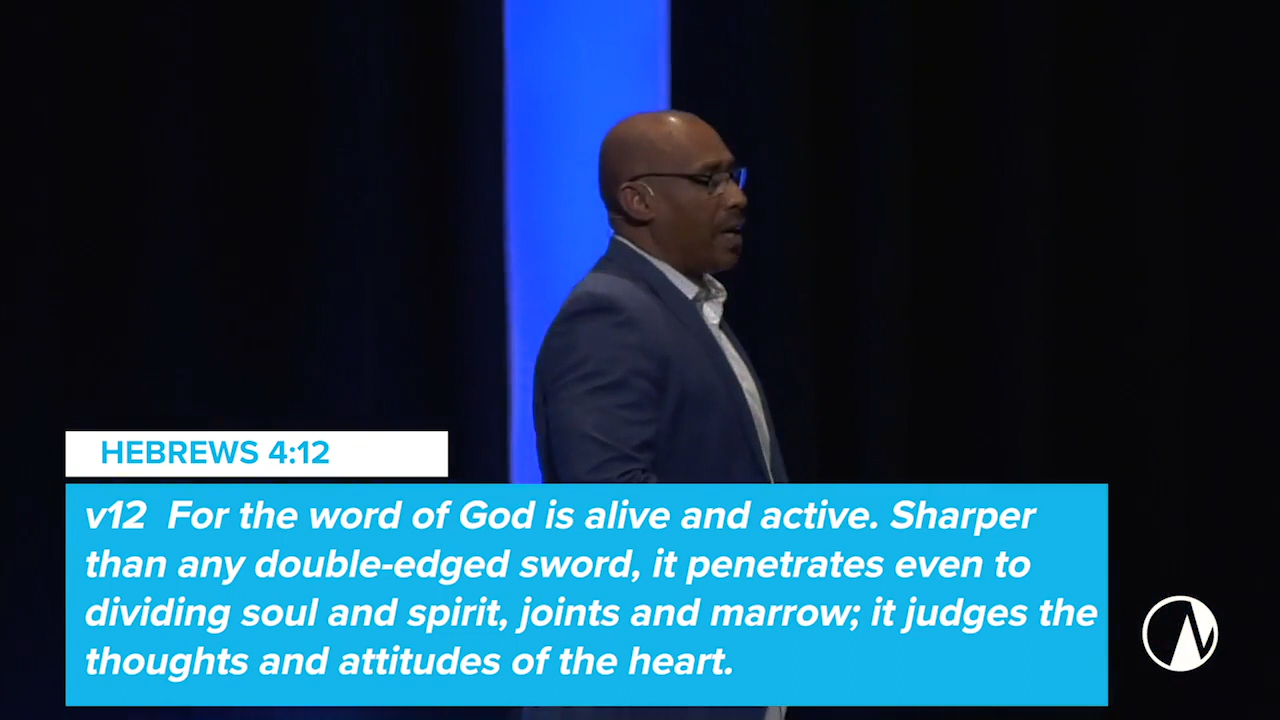 HEBREWS 4:12
v12 For the word of God is alive and active. Sharper
than any double-edged sword, it penetrates even to
dividing soul and spirit, joints and marrow; it judges the
thoughts and attitudes of the heart.